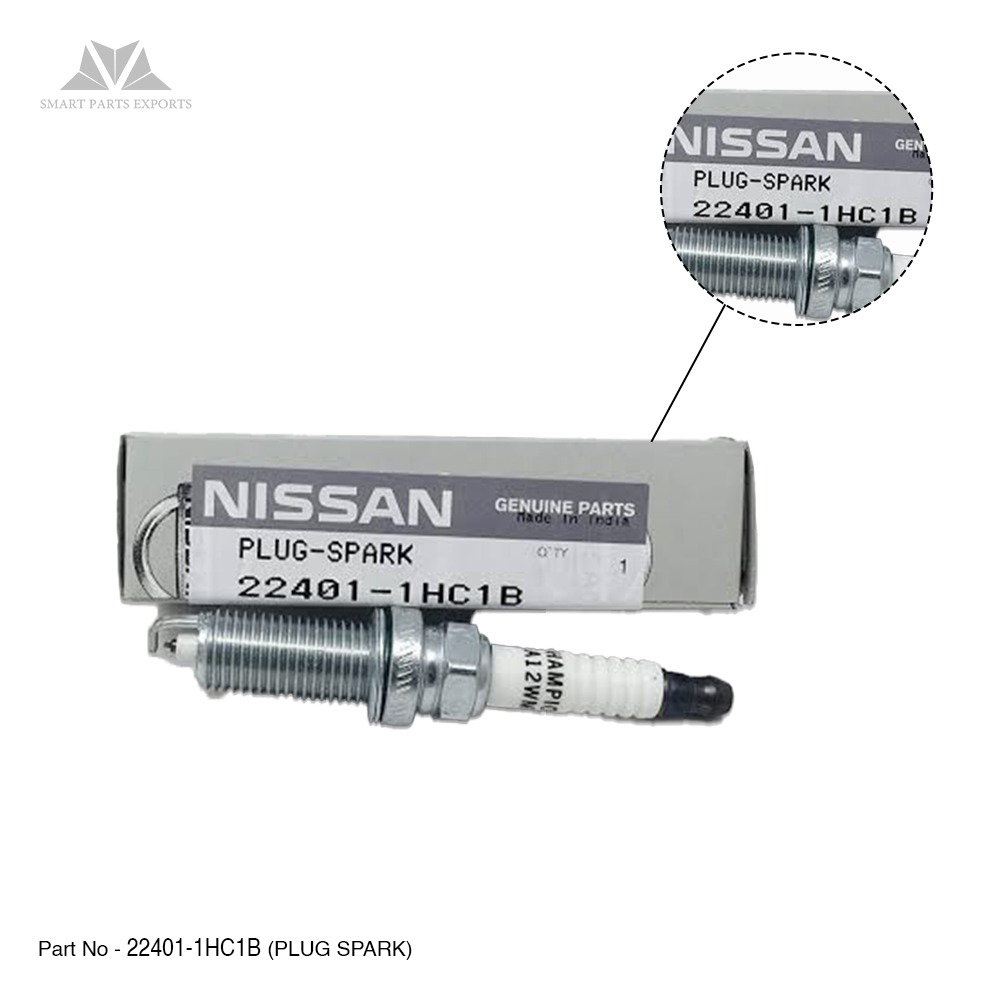 SMART PARTS EXPORTS
NISSAN
PLUG-SPARK
22401-1HC1B
NISSAN GENUINE PARTS
Made in India
PLUG-SPARK Q'TY
1
22401-1HC1B
Part No - 22401-1HC1B (PLUG SPARK)